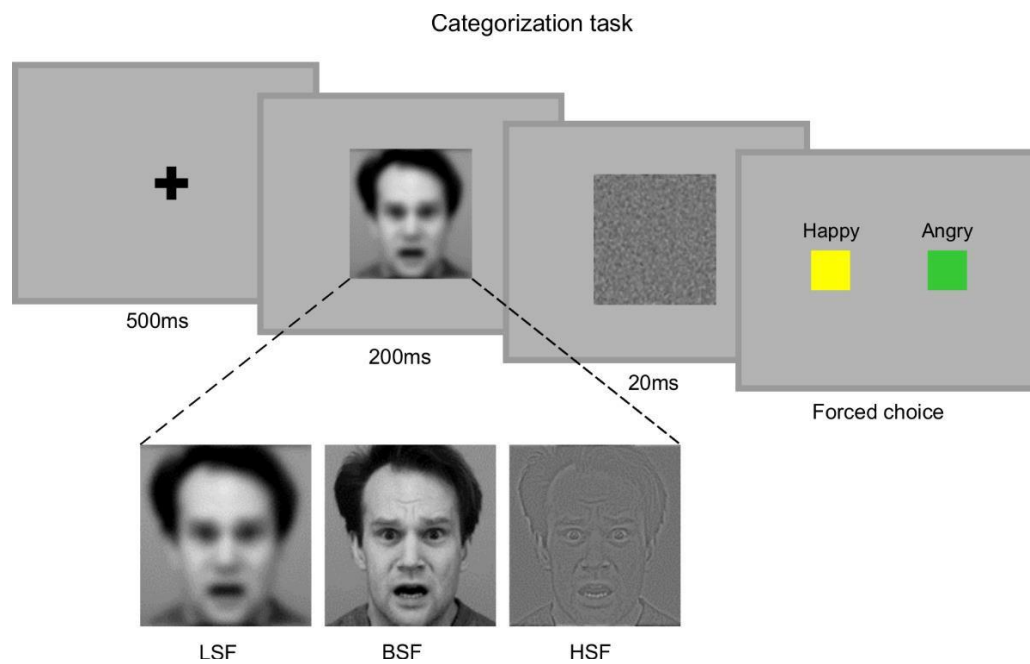 Categorization task
500ms
200ms
20ms
Happy Angry
Forced choice
LSF BSF HSF